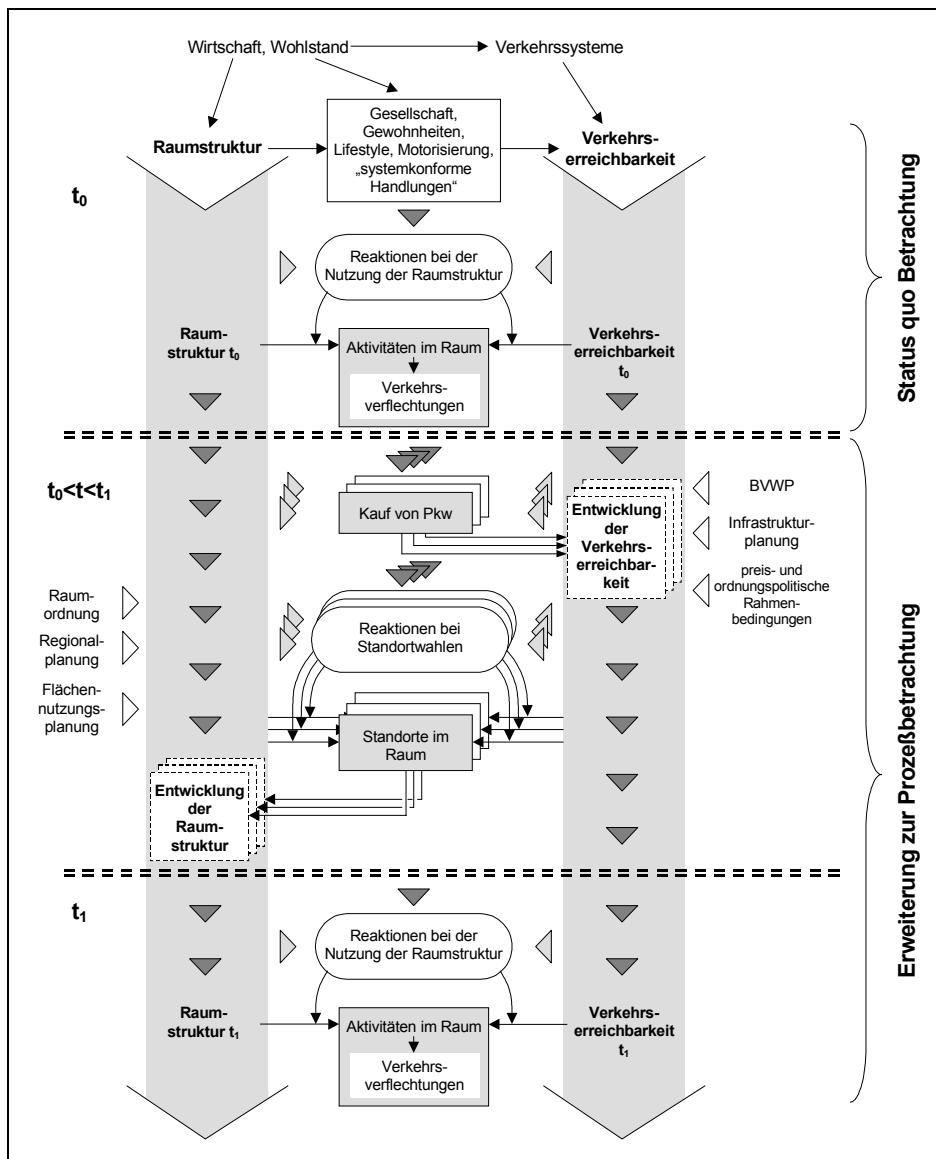 Wirtschaft, Wohlstand
Verkehrssysteme
Raumstruktur
Gesellschaft,
Gewohnheiten,
Lifestyle, Motorisierung,
„systemkonforme
Handlungen“
Verkehrs-
erreichbarkeit
t₀
Reaktionen bei der
Nutzung der Raumstruktur
Raum-
struktur t₀
Aktivitäten im Raum
Verkehrs-
verflechtungen
Verkehrs-
erreichbarkeit
t₀
Status quo Betrachtung
t₀<t<t₁
Kauf von Pkw
Entwicklung
der
Verkehrs-
erreichbar-
keit
BVWP
Infrastruktur-
planung
preis- und
ordnungspolitische
Rahmen-
bedingungen
Raum-
ordnung
Regional-
planung
Flächen-
nutzungs-
planung
Reaktionen bei
Standortwahlen
Standorte im
Raum
Entwicklung
der
Raum-
struktur
Erweiterung zur Prozeßbetrachtung
t₁
Reaktionen bei der
Nutzung der Raumstruktur
Raum-
struktur t₁
Aktivitäten im Raum
Verkehrs-
verflechtungen
Verkehrs-
erreichbarkeit
t₁